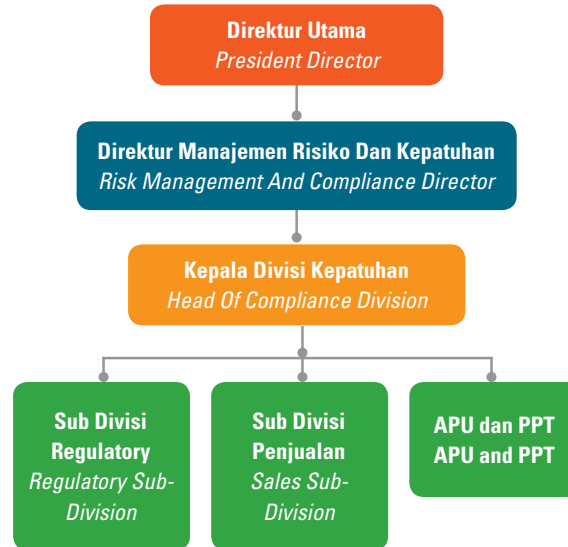 Direktur Utama
President Director
Direktur Manajemen Risiko Dan Kepatuhan
Risk Management And Compliance Director
Kepala Divisi Kepatuhan
Head Of Compliance Division
Sub Divisi
Regulatory
Regulatory Sub-
Division
Sub Divisi
Penjualan
Sales Sub-
Division
APU dan PPT
APU and PPT